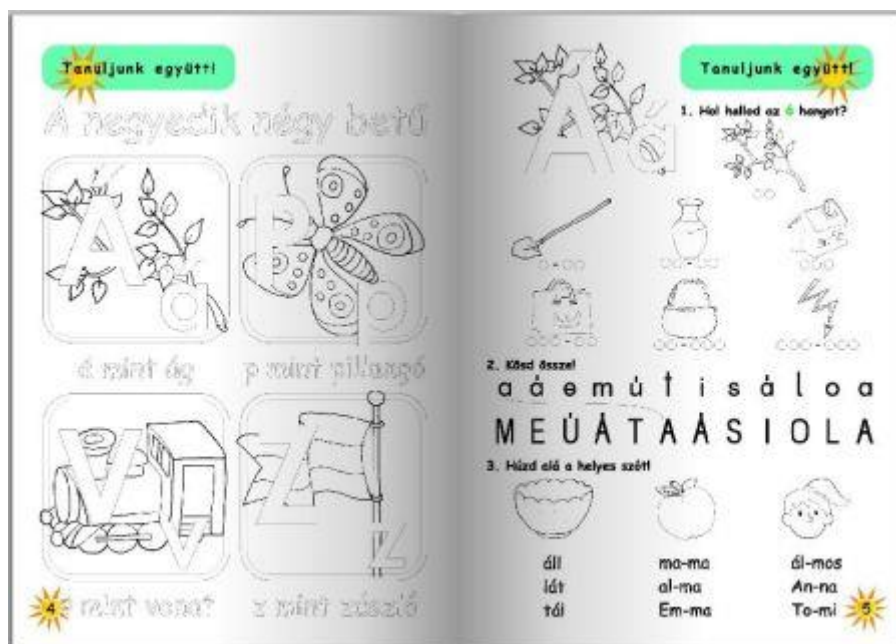 Tanuljunk együtt!
A negyedik négy betű
Á
á
P
p
á mint ág
p mint pillangó
V
v
Z
z
v mint vonat
z mint zászló
4
Tanuljunk együtt!
Á
á
1. Hol hallod az á hangot?
2. Kösd össze!
a á e m ú t i s á l o a
M E Ú Á T A Á S I O L A
3. Húzd alá a helyes szót!
áll ma-ma ál-mos
lát al-ma An-na
tál Em-ma To-mi
5